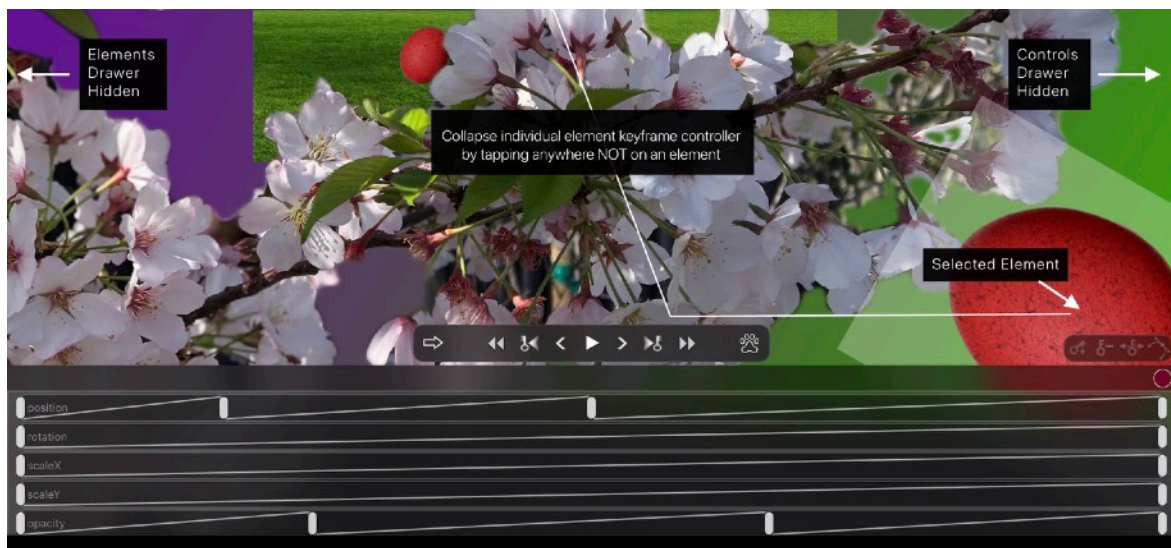 Elements
Drawer
Hidden
Controls
Drawer
Hidden
Collapse individual element keyframe controller
by tapping anywhere NOT on an element
Selected Element
position
rotation
scaleX
scaleY
opacity